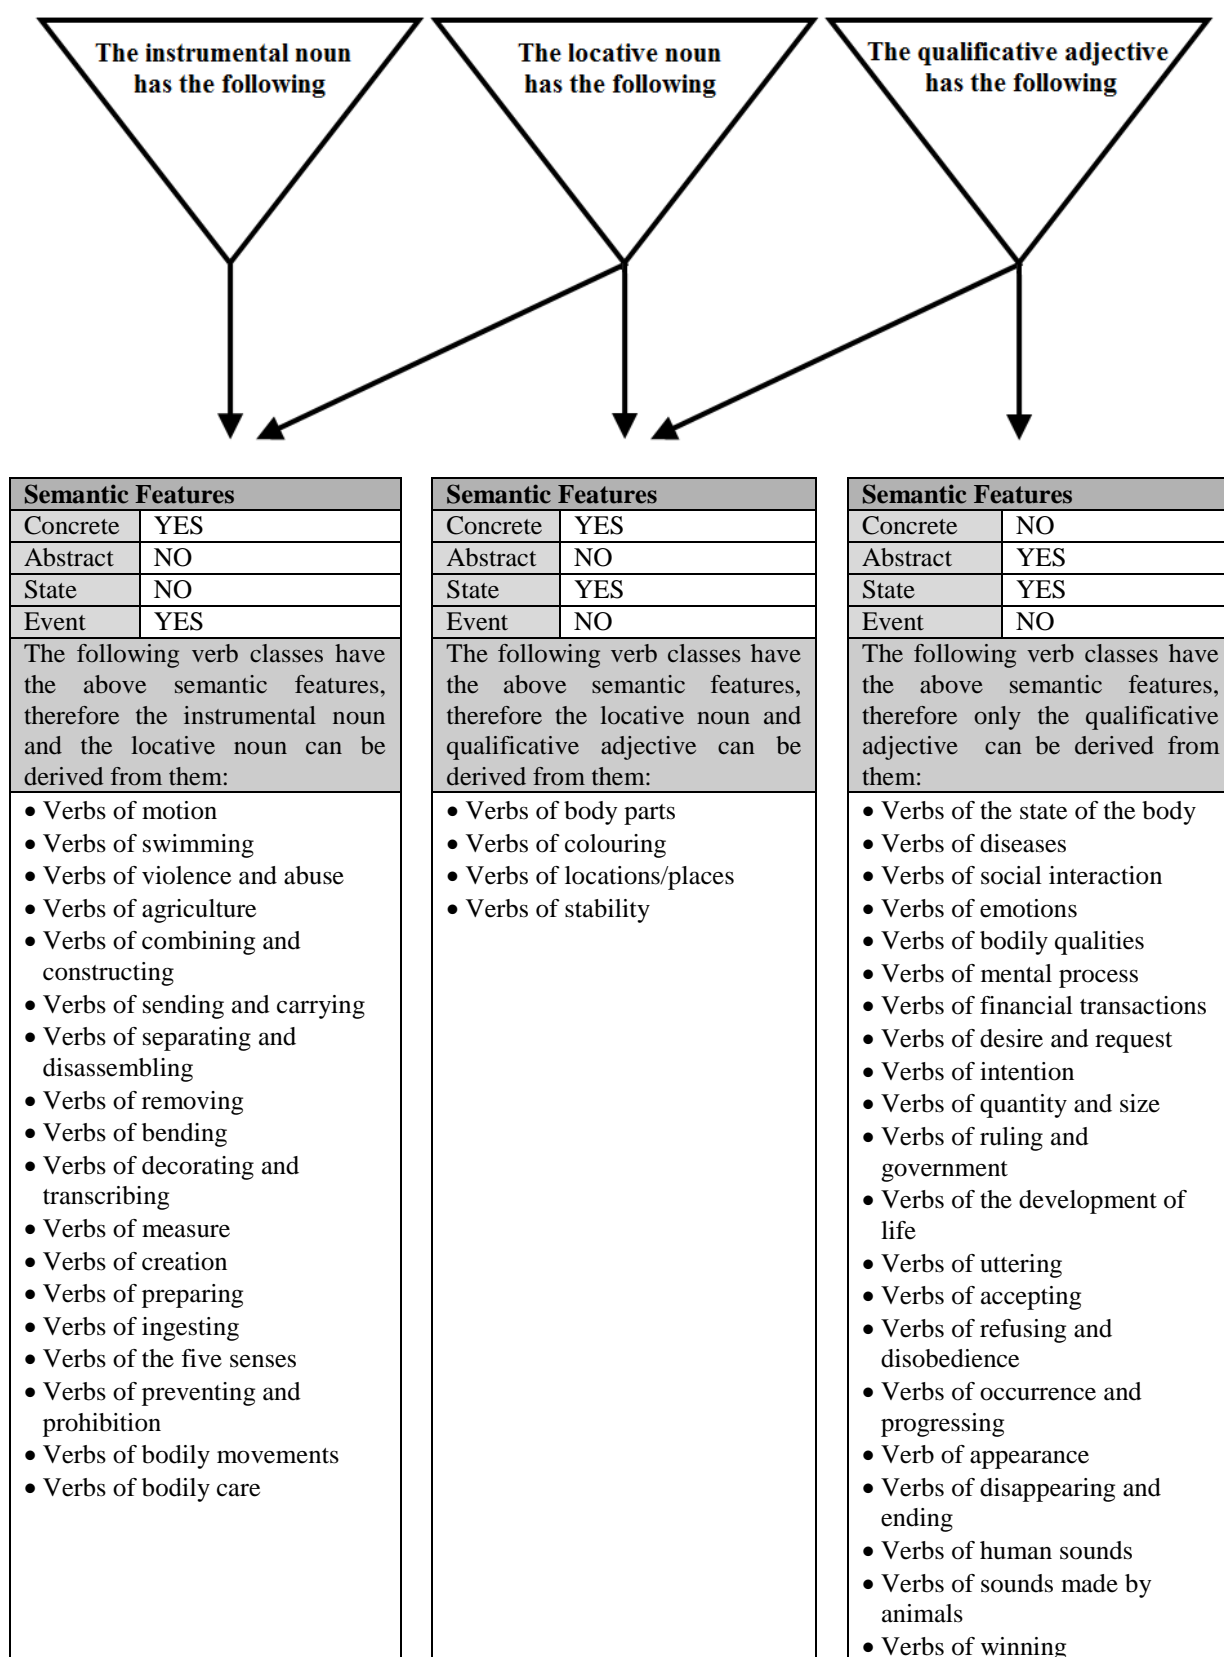 The instrumental noun
has the following
The locative noun
has the following
The qualificative adjective
has the following
Semantic Features
Concrete YES
Abstract NO
State NO
Event YES
The following verb classes have
the above semantic features,
therefore the instrumental noun
and the locative noun can be
derived from them:
• Verbs of motion
• Verbs of swimming
• Verbs of violence and abuse
• Verbs of agriculture
• Verbs of combining and
constructing
• Verbs of sending and carrying
• Verbs of separating and
disassembling
• Verbs of removing
• Verbs of bending
• Verbs of decorating and
transcribing
• Verbs of measure
• Verbs of creation
• Verbs of preparing
• Verbs of ingesting
• Verbs of the five senses
• Verbs of preventing and
prohibition
• Verbs of bodily movements
• Verbs of bodily care
Semantic Features
Concrete YES
Abstract NO
State YES
Event NO
The following verb classes have
the above semantic features,
therefore the locative noun and
qualificative adjective can be
derived from them:
• Verbs of body parts
• Verbs of colouring
• Verbs of locations/places
• Verbs of stability
Semantic Features
Concrete NO
Abstract YES
State YES
Event NO
The following verb classes have
the above semantic features,
therefore only the qualificative
adjective can be derived from
them:
• Verbs of the state of the body
• Verbs of diseases
• Verbs of social interaction
• Verbs of emotions
• Verbs of bodily qualities
• Verbs of mental process
• Verbs of financial transactions
• Verbs of desire and request
• Verbs of intention
• Verbs of quantity and size
• Verbs of ruling and
government
• Verbs of the development of
life
• Verbs of uttering
• Verbs of accepting
• Verbs of refusing and
disobedience
• Verbs of occurrence and
progressing
• Verb of appearance
• Verbs of disappearing and
ending
• Verbs of human sounds
• Verbs of sounds made by
animals
• Verbs of winning